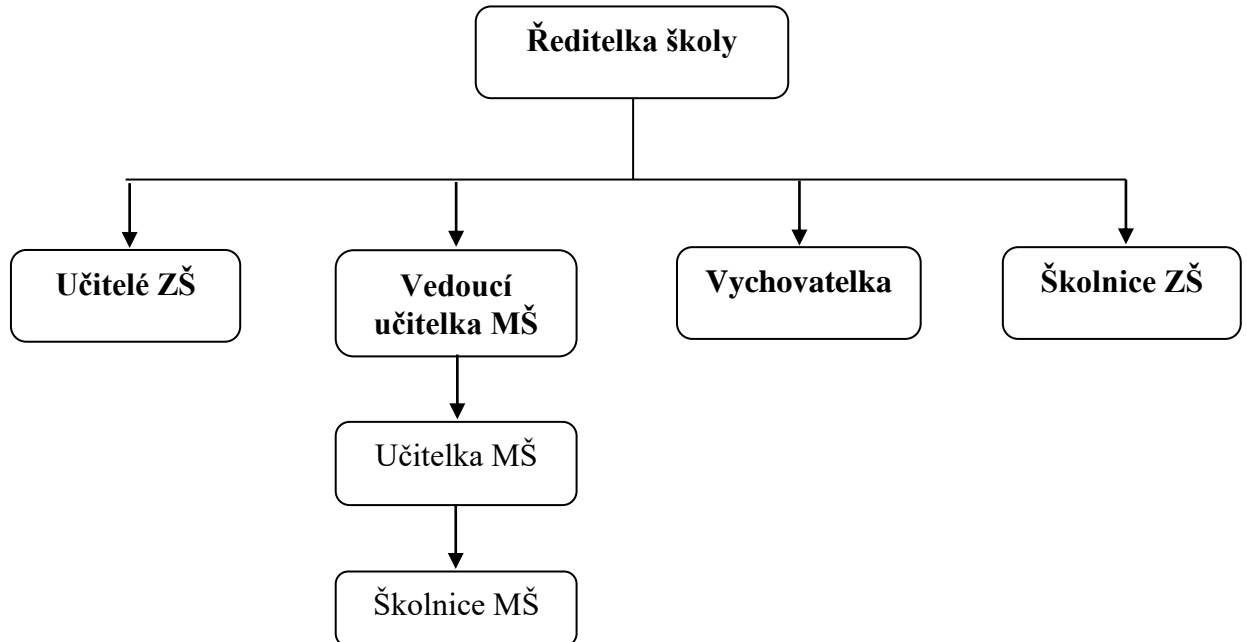 Ředitelka školy
Učitelé ZŠ
Vedoucí
učitelka MŠ
Vychovatelka
Školnice ZŠ
Učitelka MŠ
Školnice MŠ